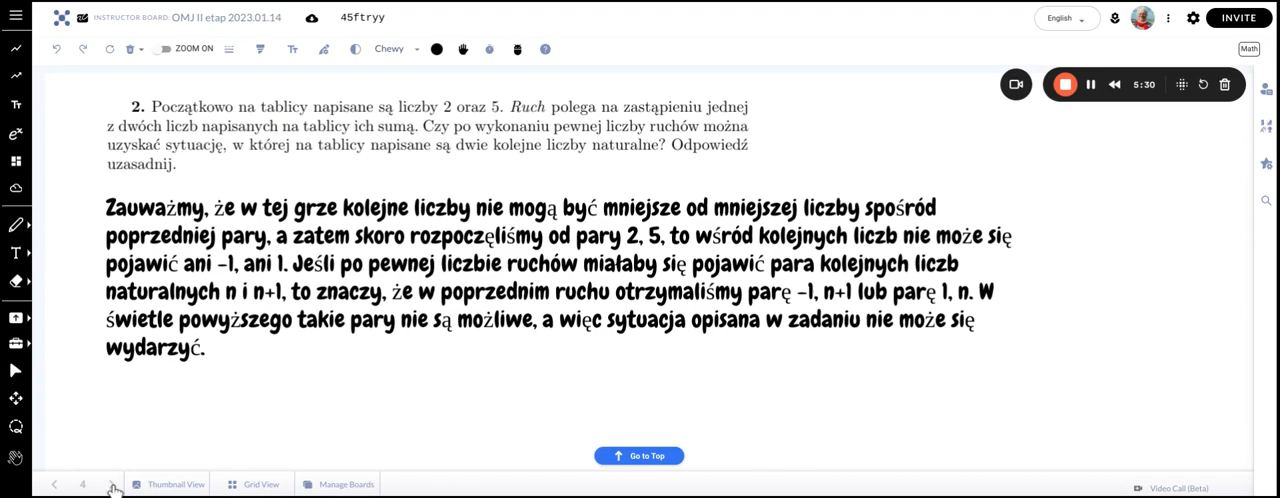 INSTRUCTOR BOARD: OMJ II etap 2023.01.14
45ftryy
English
INVITE
ZOOM ON
Chewy
Math
5:30
2. Początkowo na tablicy napisane są liczby 2 oraz 5. Ruch polega na zastąpieniu jednej
z dwóch liczb napisanych na tablicy ich sumą. Czy po wykonaniu pewnej liczby ruchów można
uzyskać sytuację, w której na tablicy napisane są dwie kolejne liczby naturalne? Odpowiedź
uzasadnij.
Zauważmy, że w tej grze kolejne liczby nie mogą być mniejsze od mniejszej liczby spośród
poprzedniej pary, a zatem skoro rozpoczęliśmy od pary 2, 5, to wśród kolejnych liczb nie może się
pojawić ani -1, ani 1. Jeśli po pewnej liczbie ruchów miałaby się pojawić para kolejnych liczb
naturalnych n i n+1, to znaczy, że w poprzednim ruchu otrzymaliśmy parę -1, n+1 lub parę 1, n. W
świetle powyższego takie pary nie są możliwe, a więc sytuacja opisana w zadaniu nie może się
wydarzyć.
Go to Top
4
Thumbnail View
Grid View
Manage Boards
Video Call (Beta)